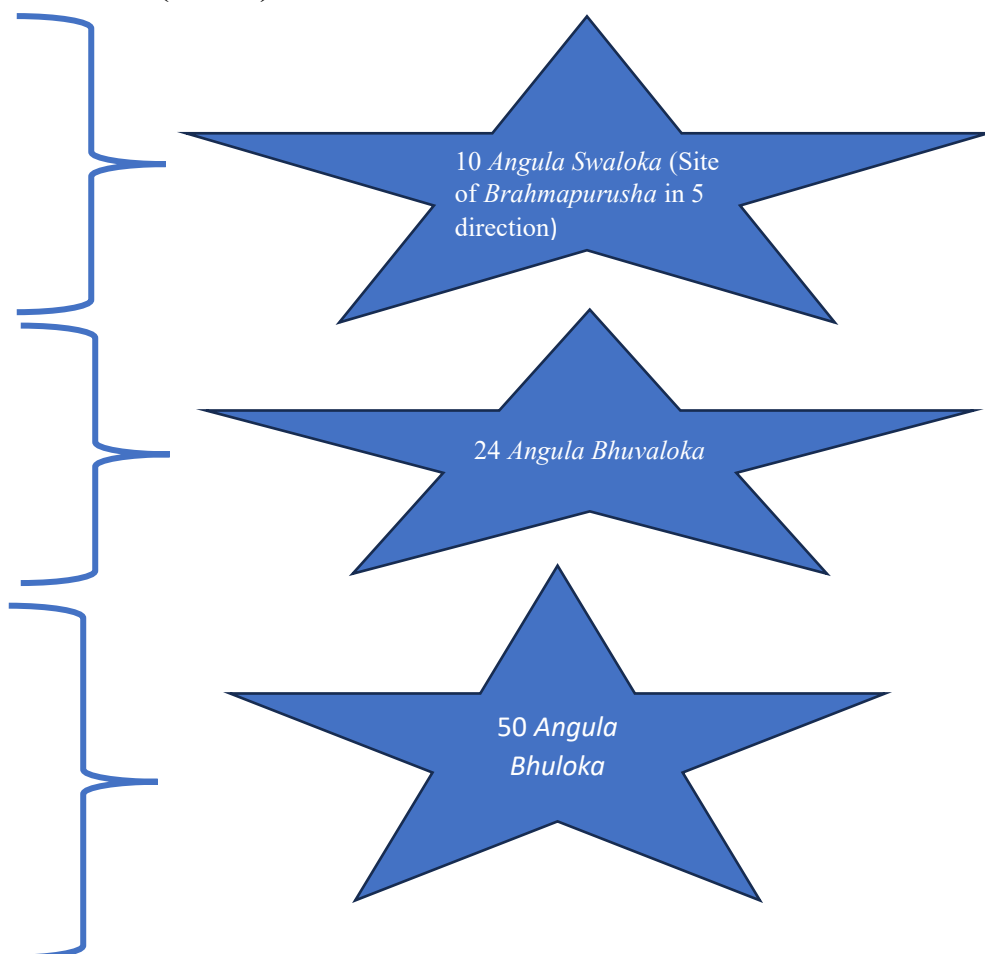 10 Angula Swaloka (Site
of Brahmapurusha in 5
direction)
24 Angula Bhuvaloka
50 Angula
Bhuloka